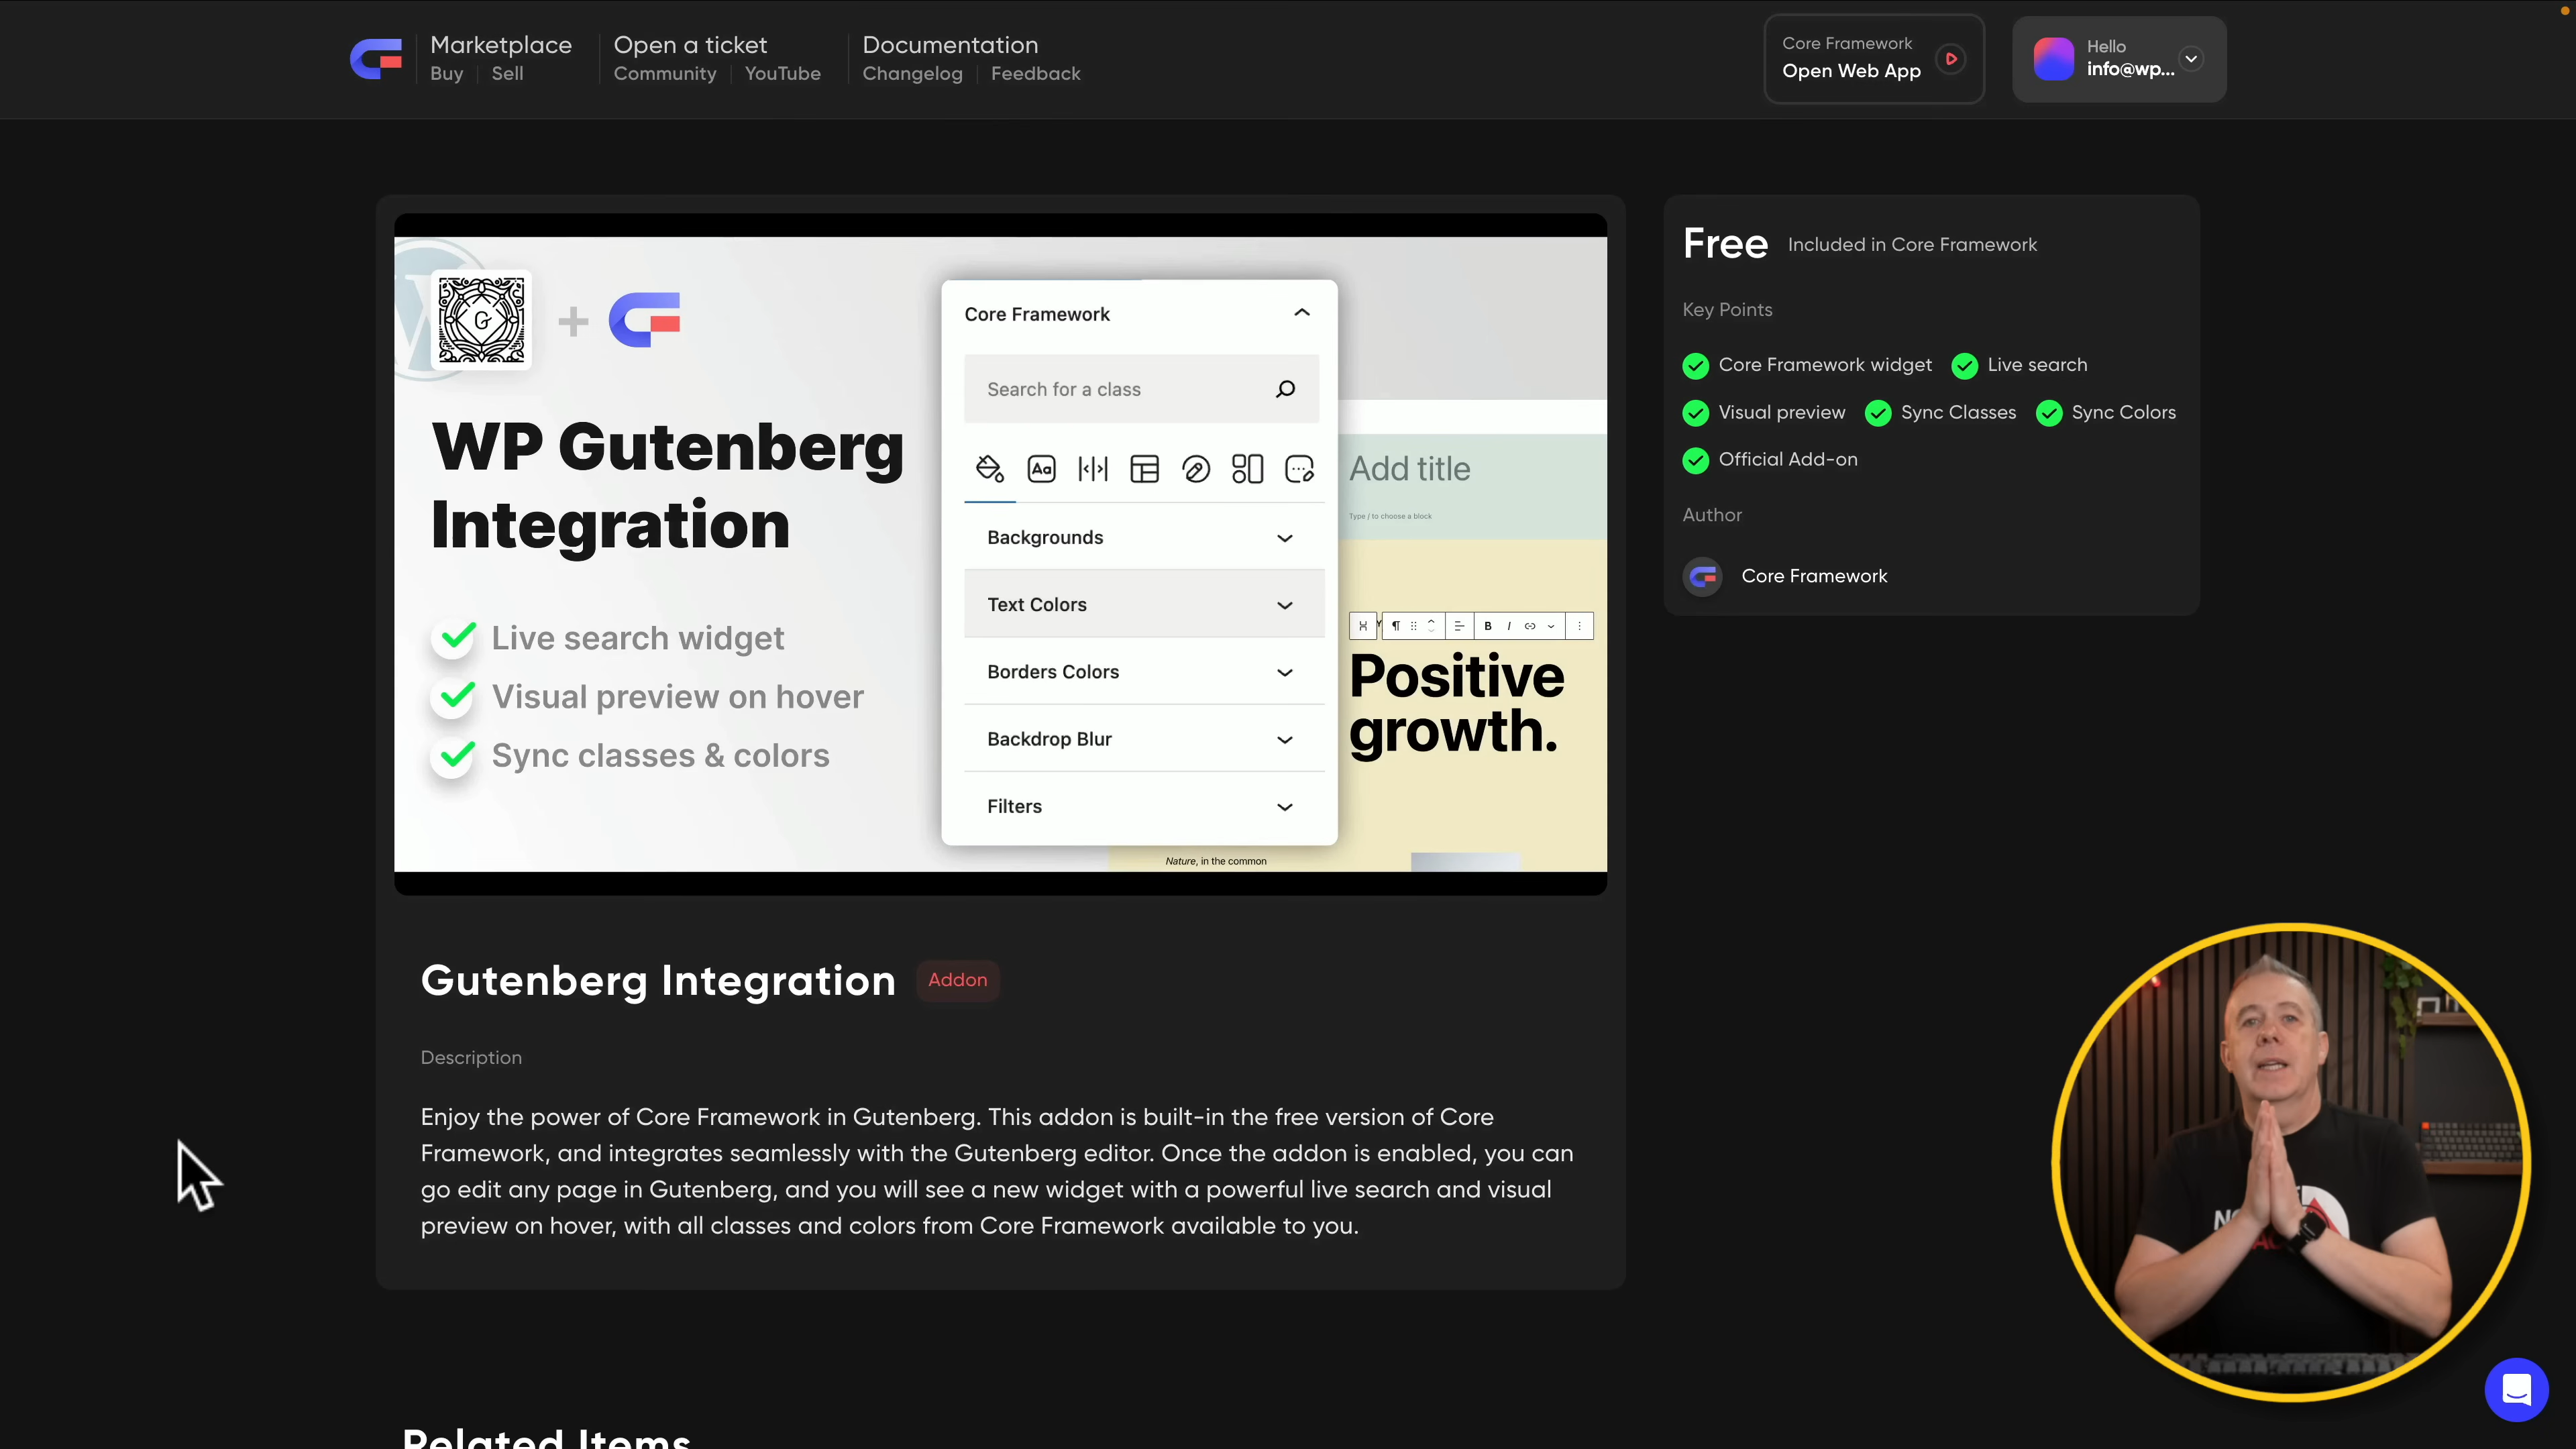 Marketplace
Buy
Sell
Open a ticket
Community
YouTube
Documentation
Changelog
Feedback
Core Framework
Open Web App
Hello
info@wp...
G
WP Gutenberg
Integration
Live search widget
Visual preview on hover
Sync classes & colors
Core Framework
Search for a class
Aa
Backgrounds
Text Colors
Borders Colors
Backdrop Blur
Filters
Add title
Type / to choose a block
B I
Positive
growth.
Nature, in the common
Free Included in Core Framework
Key Points
Core Framework widget
Live search
Visual preview
Sync Classes
Sync Colors
Official Add-on
Author
Core Framework
Gutenberg Integration
Addon
Description
Enjoy the power of Core Framework in Gutenberg. This addon is built-in the free version of Core
Framework, and integrates seamlessly with the Gutenberg editor. Once the addon is enabled, you can
go edit any page in Gutenberg, and you will see a new widget with a powerful live search and visual
preview on hover, with all classes and colors from Core Framework available to you.
Related Items